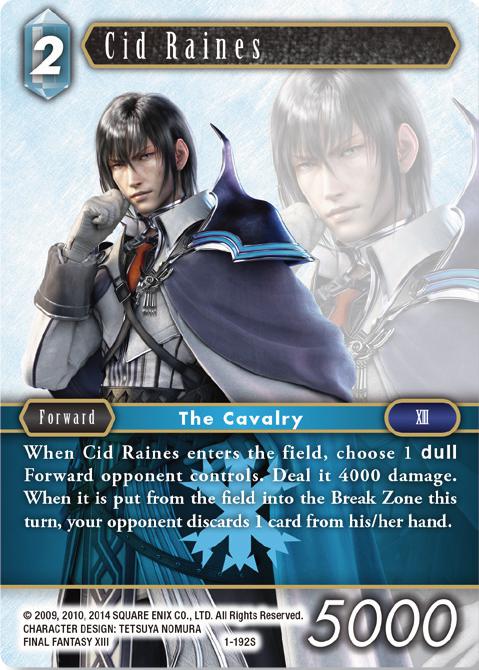 2
Cid Raines
Forward
The Cavalry
XIII
When Cid Raines enters the field, choose 1 dull
Forward opponent controls. Deal it 4000 damage.
When it is put from the field into the Break Zone this
turn, your opponent discards 1 card from his/her hand.
© 2009, 2010, 2014 SQUARE ENIX CO., LTD. All Rights Reserved.
CHARACTER DESIGN: TETSUYA NOMURA
FINAL FANTASY XIII
1-192S
5000